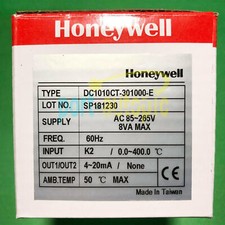 Honeywell
Honeywell
TYPE DC1010CT-301000-E
LOT NO. SP181230
SUPPLY AC 85~265V
8VA MAX
FREQ. 60Hz
INPUT K2 / 0.0~400.0 °C
OUT1/OUT2 4~20mA / None
AMB.TEMP 50 °C MAX
Made in Taiwan